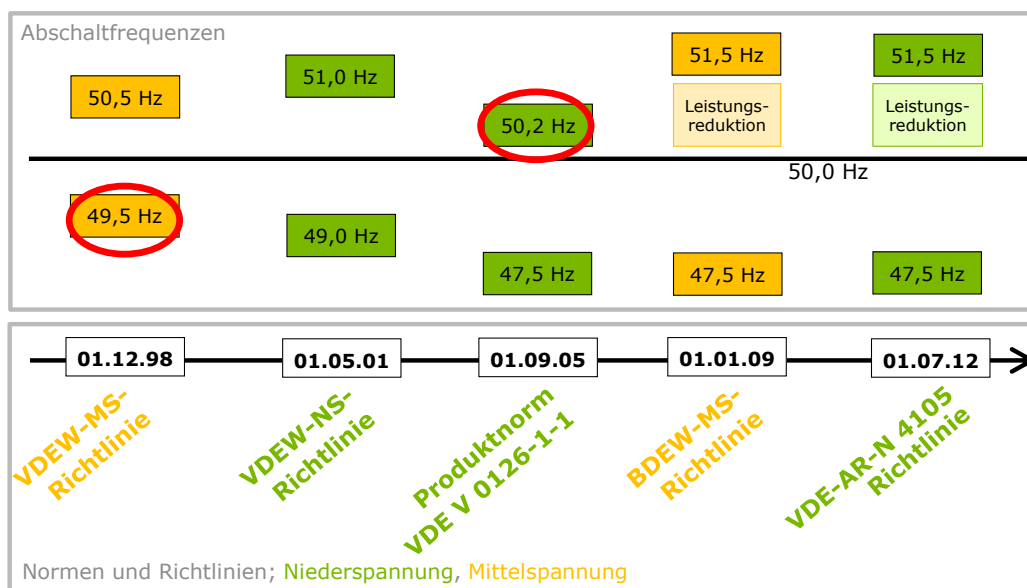 Abschaltfrequenzen
50,5 Hz
51,0 Hz
50,2 Hz
51,5 Hz
51,5 Hz
Leistungs-
reduktion
Leistungs-
reduktion
50,0 Hz
49,5 Hz
49,0 Hz
47,5 Hz
47,5 Hz
47,5 Hz
01.12.98
01.05.01
01.09.05
01.01.09
01.07.12
VDEW-MS-
Richtlinie
VDEW-NS-
Richtlinie
Produktnorm
VDE V 0126-1-1
BDEW-MS-
Richtlinie
VDE-AR-N 4105
Richtlinie
Normen und Richtlinien; Niederspannung, Mittelspannung